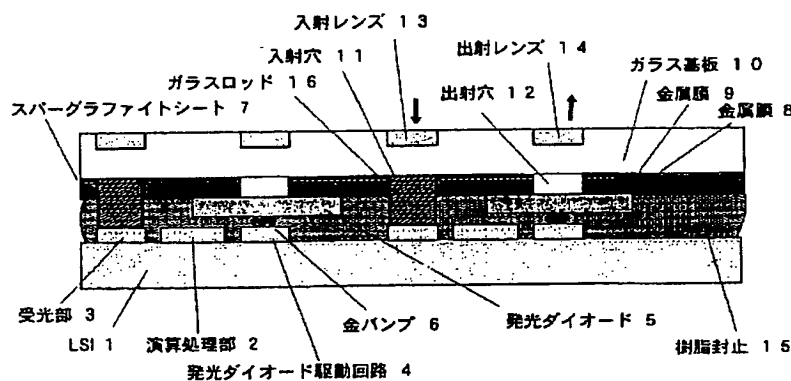 入射レンズ 13
入射穴 11
出射レンズ 14
ガラスロッド 16
出射穴 12
ガラス基板 10
スパーグラファイトシート 7
金属膜 9
金属膜 8
受光部 3
LSI 1
演算処理部 2
金バンプ 6
発光ダイオード駆動回路 4
発光ダイオード 5
樹脂封止 15